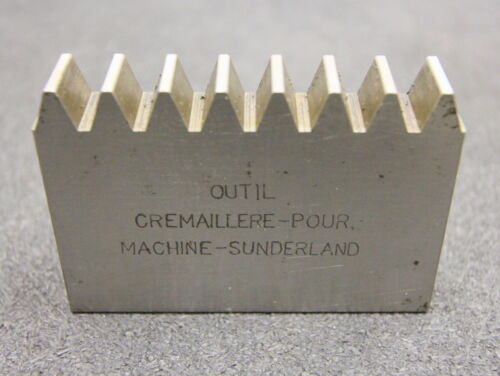 OUTIL
CREMAILLERE-POUR.
MACHINE-SUNDERLAND